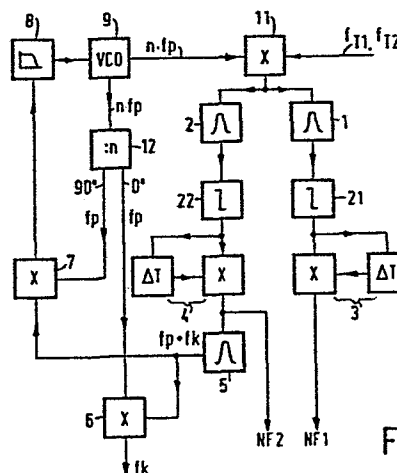 8
9
11
VCO
n·fp
X
fT1, fT2
n·fp
2
1
:n
12
90°
0°
22
21
fp
fp
X
7
ΔT
X
X
ΔT
4
3
fp+fk
5
6
X
NF2
NF1
F
fk